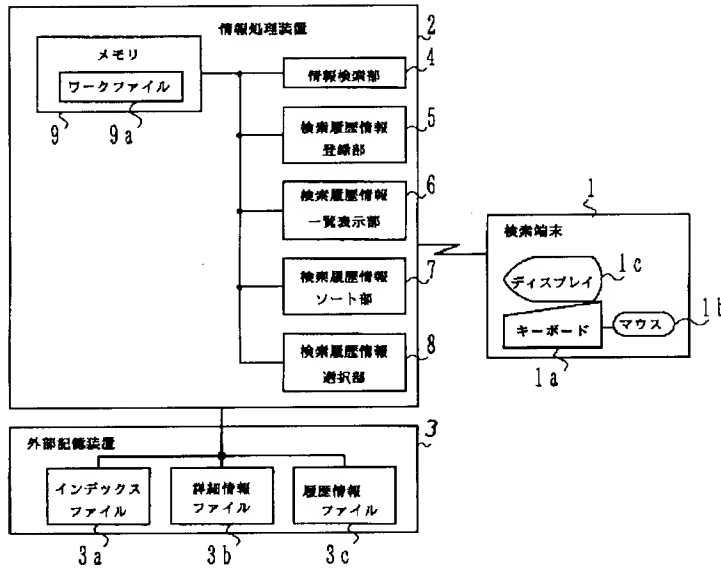 情報処理装置
2
メモリ
ワークファイル
9
9a
情報検索部
4
検索履歴情報
登録部
5
検索履歴情報
一覧表示部
6
検索履歴情報
ソート部
7
検索履歴情報
選択部
8
1
検索端末
ディスプレイ
1c
キーボード
マウス
1b
1a
外部記憶装置
3
インデックス
ファイル
詳細情報
ファイル
履歴情報
ファイル
3a
3b
3c